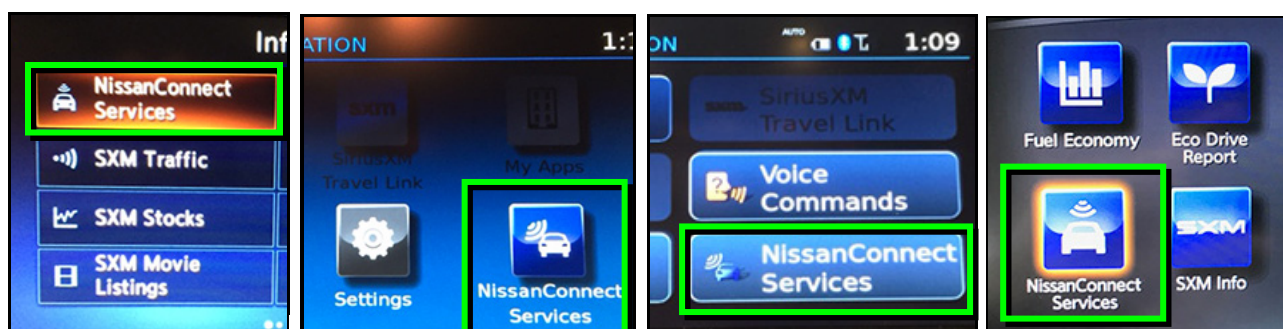 Inf
NissanConnect
Services
SXM Traffic
SXM Stocks
SXM Movie
Listings
ATION
1:1
sxm
SiriusXM
Travel Link
My Apps
Settings
NissanConnect
Services
ON
AUTO
1:09
SiriusXM
Travel Link
Voice
Commands
NissanConnect
Services
Fuel Economy
Eco Drive
Report
NissanConnect
Services
SXM
SXM Info